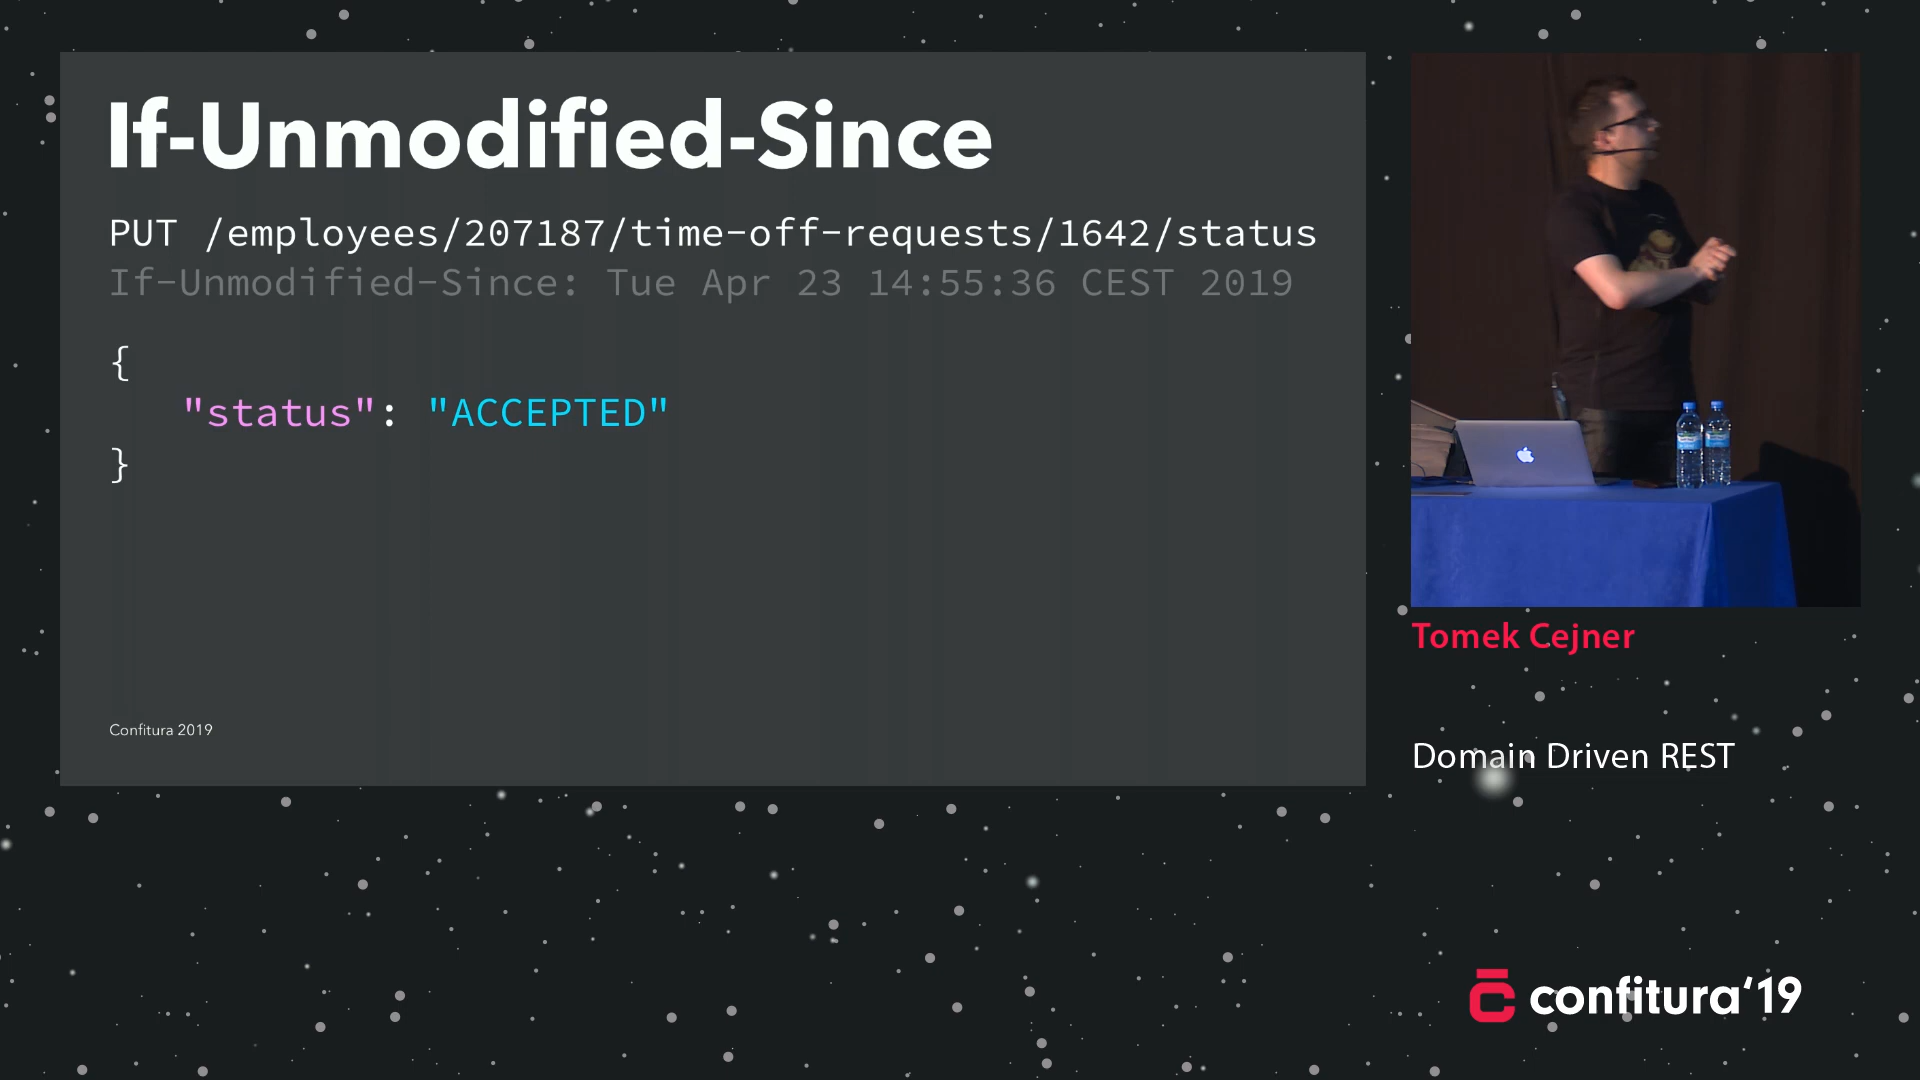 If-Unmodified-Since
PUT /employees/207187/time-off-requests/1642/status
If-Unmodified-Since: Tue Apr 23 14:55:36 CEST 2019
{
"status": "ACCEPTED"
}
Confitura 2019
Tomek Cejner
Domain Driven REST
confitura'19